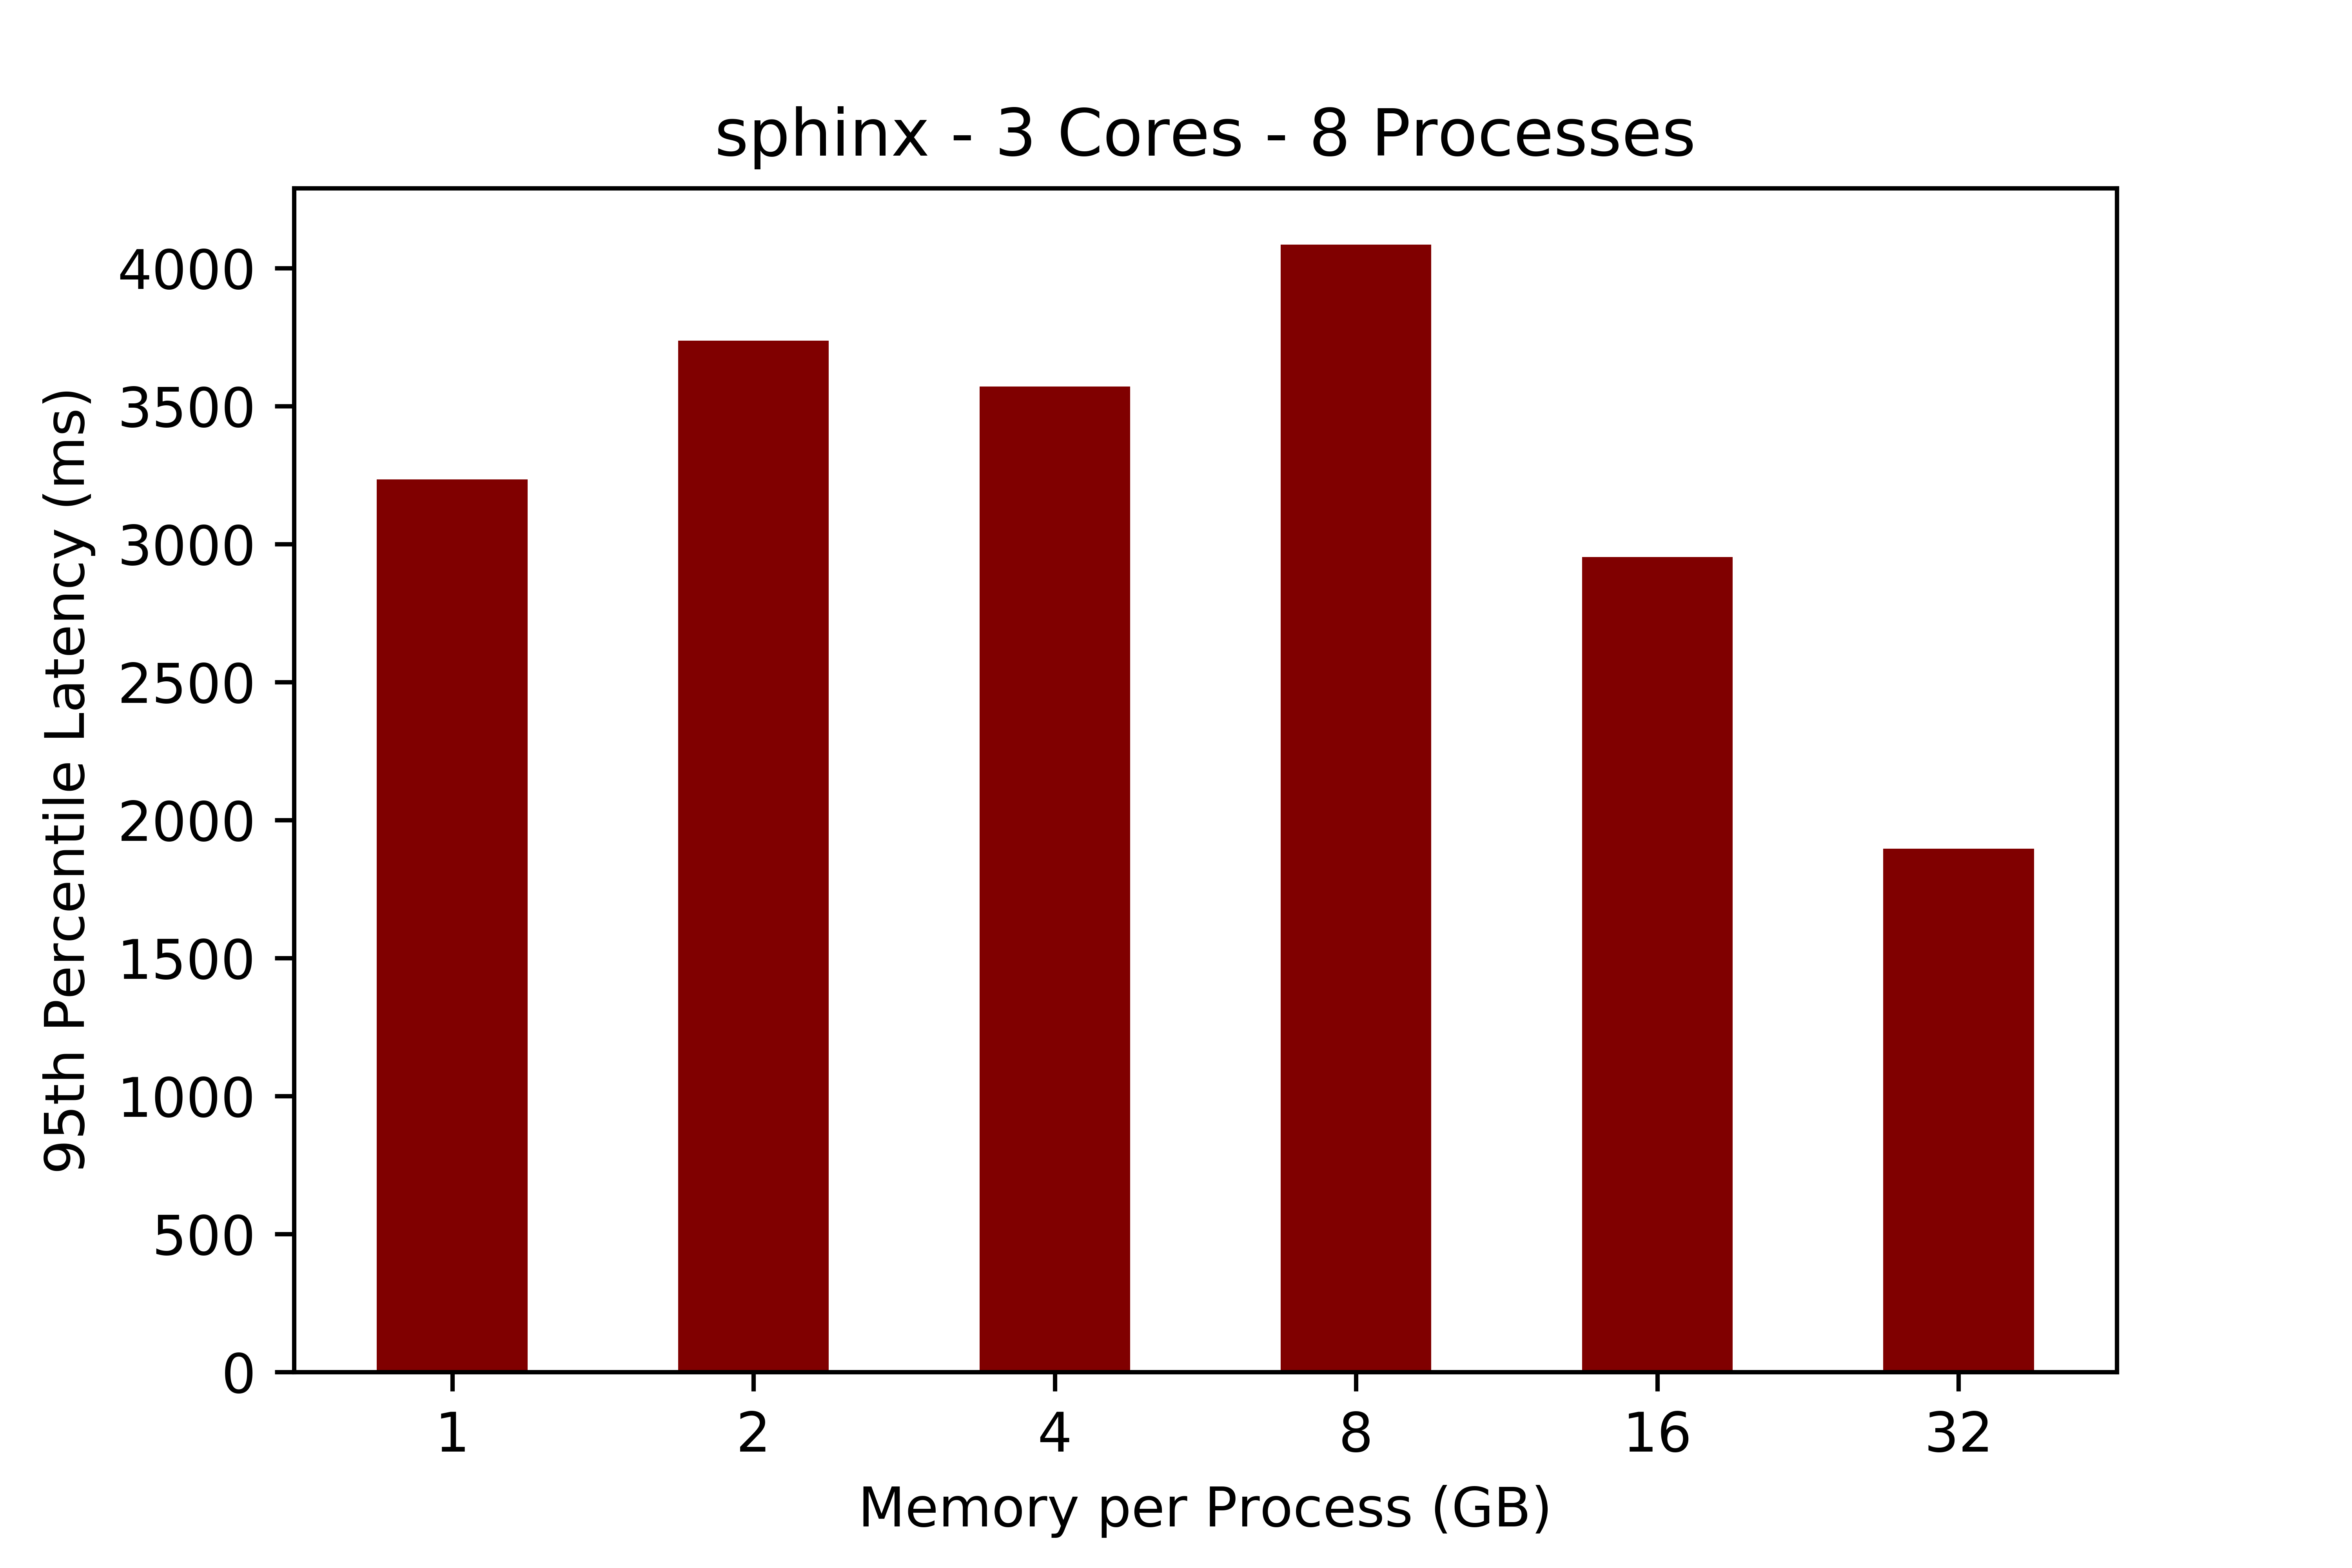 sphinx - 3 Cores - 8 Processes
95th Percentile Latency (ms)
4000
3500
3000
2500
2000
1500
1000
500
0
1 2 4 8 16 32
Memory per Process (GB)